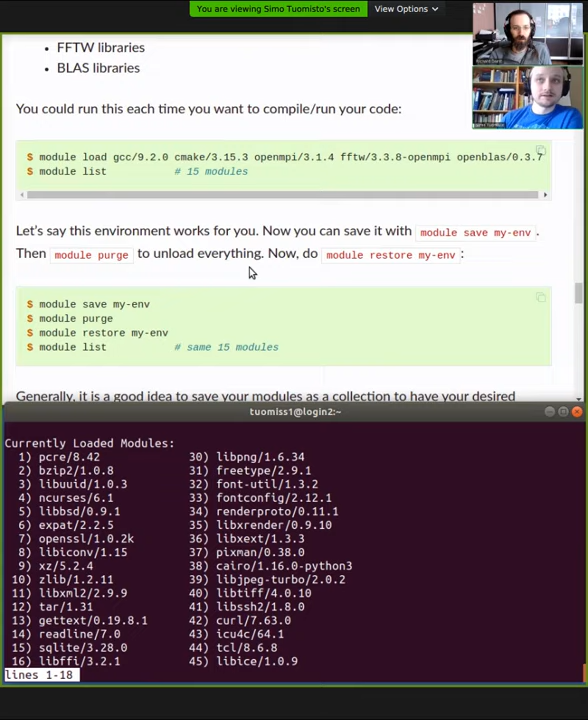 You are viewing Simo Tuomisto's screen
View Options
FFTW libraries
BLAS libraries
You could run this each time you want to compile/run your code:
$ module load gcc/9.2.0 cmake/3.15.3 openmpi/3.1.4 fftw/3.3.8-openmpi openblas/0.3.7
$ module list # 15 modules
Let's say this environment works for you. Now you can save it with module save my-env.
Then module purge to unload everything. Now, do module restore my-env:
$ module save my-env
$ module purge
$ module restore my-env
$ module list # same 15 modules
Generally, it is a good idea to save your modules as a collection to have your desired
tuomiss1@login2:~
Currently Loaded Modules:
1) pcre/8.42 30) libpng/1.6.34
2) bzip2/1.0.8 31) freetype/2.9.1
3) libuuid/1.0.3 32) font-util/1.3.2
4) ncurses/6.1 33) fontconfig/2.12.1
5) libbsd/0.9.1 34) renderproto/0.11.1
6) expat/2.2.5 35) libxrender/0.9.10
7) openssl/1.0.2k 36) libxext/1.3.3
8) libiconv/1.15 37) pixman/0.38.0
9) xz/5.2.4 38) cairo/1.16.0-python3
10) zlib/1.2.11 39) libjpeg-turbo/2.0.2
11) libxml2/2.9.9 40) libtiff/4.0.10
12) tar/1.31 41) libssh2/1.8.0
13) gettext/0.19.8.1 42) curl/7.63.0
14) readline/7.0 43) icu4c/64.1
15) sqlite/3.28.0 44) tcl/8.6.8
16) libffi/3.2.1 45) libice/1.0.9
lines 1-18